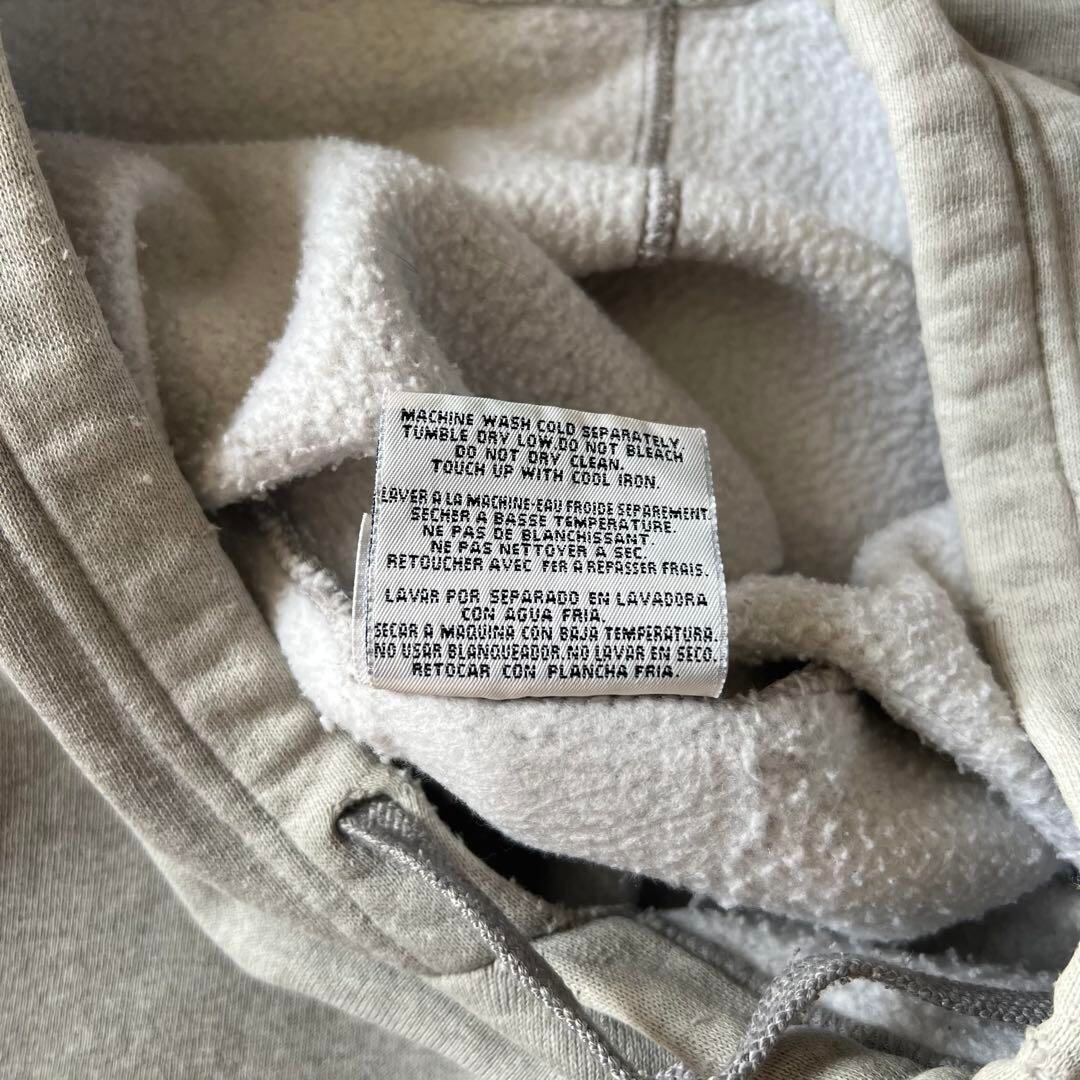 MACHINE WASH COLD SEPARATELY.
TUMBLE DRY LOW.DO NOT BLEACH
DO NOT DRY CLEAN.
TOUCH UP WITH COOL IRON.
LAVER A LA MACHINE-EAU FROIDE SEPAREMENT.
SECHER A BASSE TEMPERATURE.
NE PAS DE BLANCHISSANT.
NE PAS NETTOYER A SEC.
RETOUCHER AVEC FER A REPASSER FRAIS.
LAVAR POR SEPARADO EN LAVADORA
CON AGUA FRIA.
SECAR A MAQUINA CON BAJA TEMPERATURA.
NO USAR BLANQUEADOR.NO LAVAR EN SECO.
RETOCAR CON PLANCHA FRIA.